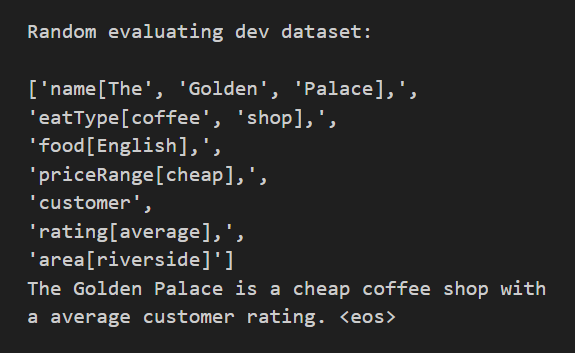 Random evaluating dev dataset:
['name[The', 'Golden', 'Palace],',
'eatType[coffee', 'shop],',
'food[English],',
'priceRange[cheap],',
'customer',
'rating[average],',
'area[riverside]']
The Golden Palace is a cheap coffee shop with
a average customer rating. <eos>